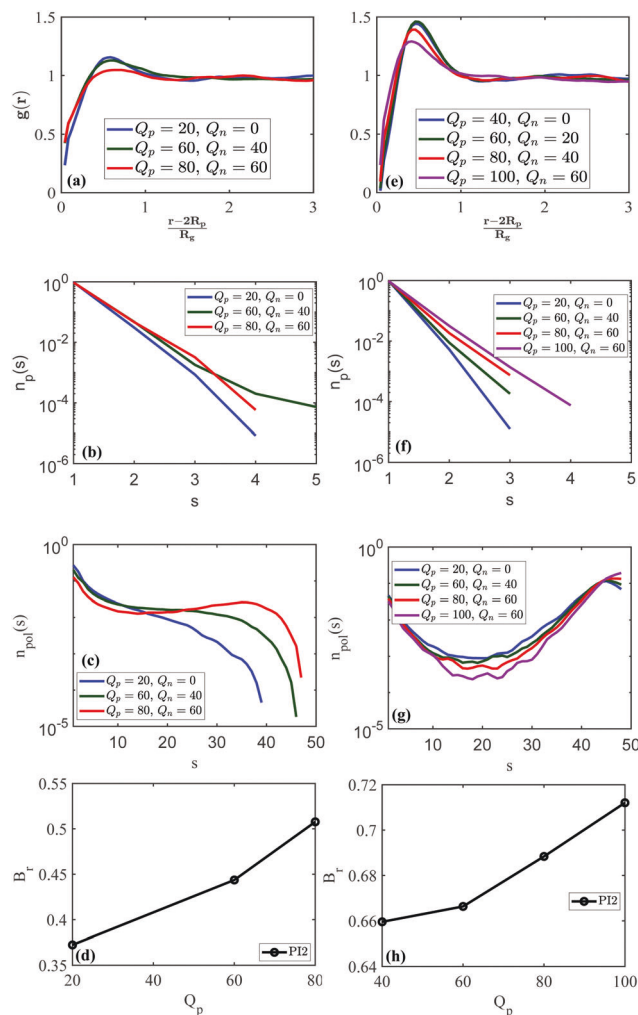 1.5
1
0.5
0
g(r)
Q_p = 20, Q_n = 0
Q_p = 60, Q_n = 40
Q_p = 80, Q_n = 60
(a)
0 1 2 3
r−2R_p
R_g
1.5
1
0.5
0
g(r)
Q_p = 40, Q_n = 0
Q_p = 60, Q_n = 20
Q_p = 80, Q_n = 40
Q_p = 100, Q_n = 60
(e)
0 1 2 3
r−2R_p
R_g
10^0
10^-2
10^-4
10^-6
n_p(s)
Q_p = 20, Q_n = 0
Q_p = 60, Q_n = 40
Q_p = 80, Q_n = 60
(b)
1 2 3 4 5
s
10^0
10^-2
10^-4
10^-6
n_p(s)
Q_p = 20, Q_n = 0
Q_p = 60, Q_n = 40
Q_p = 80, Q_n = 60
Q_p = 100, Q_n = 60
(f)
1 2 3 4 5
s
10^0
10^-5
n_pol(s)
(c)
Q_p = 20, Q_n = 0
Q_p = 60, Q_n = 40
Q_p = 80, Q_n = 60
10 20 30 40 50
s
10^0
10^-5
n_pol(s)
Q_p = 20, Q_n = 0
Q_p = 60, Q_n = 40
Q_p = 80, Q_n = 60
Q_p = 100, Q_n = 60
(g)
10 20 30 40 50
s
0.55
0.5
0.45
0.4
0.35
B_r
PI2
(d)
20 40 60 80
Q_p
0.72
0.7
0.68
0.66
0.64
B_r
PI2
(h)
40 60 80 100
Q_p